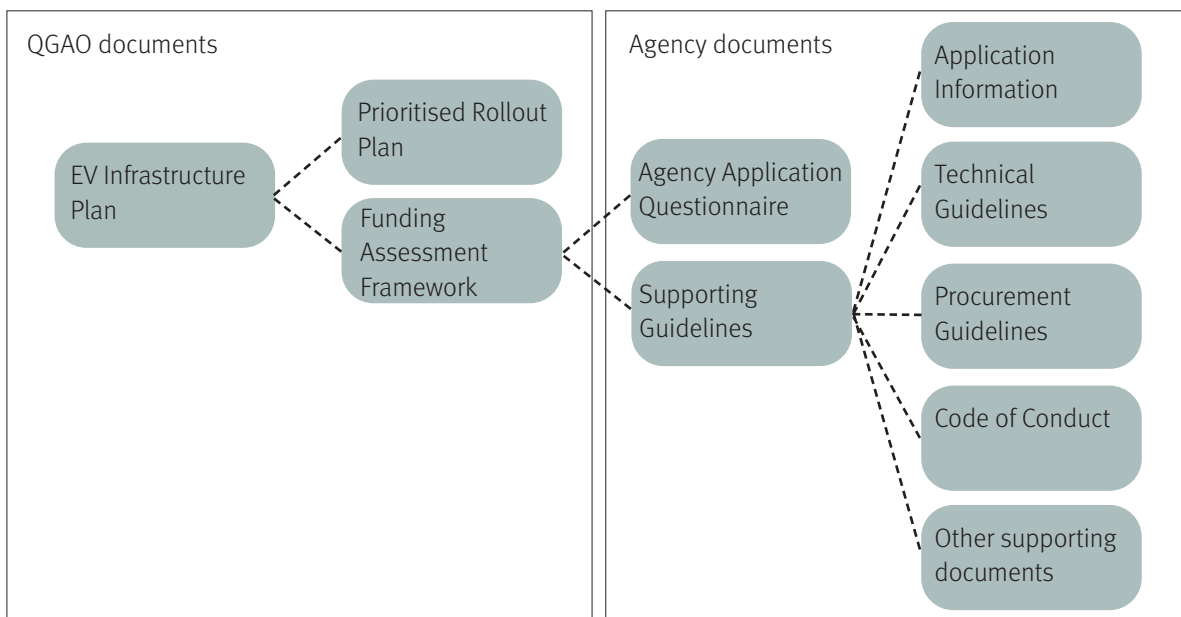 QGAO documents
EV Infrastructure
Plan
Prioritised Rollout
Plan
Funding
Assessment
Framework
Agency documents
Agency Application
Questionnaire
Supporting
Guidelines
Application
Information
Technical
Guidelines
Procurement
Guidelines
Code of Conduct
Other supporting
documents